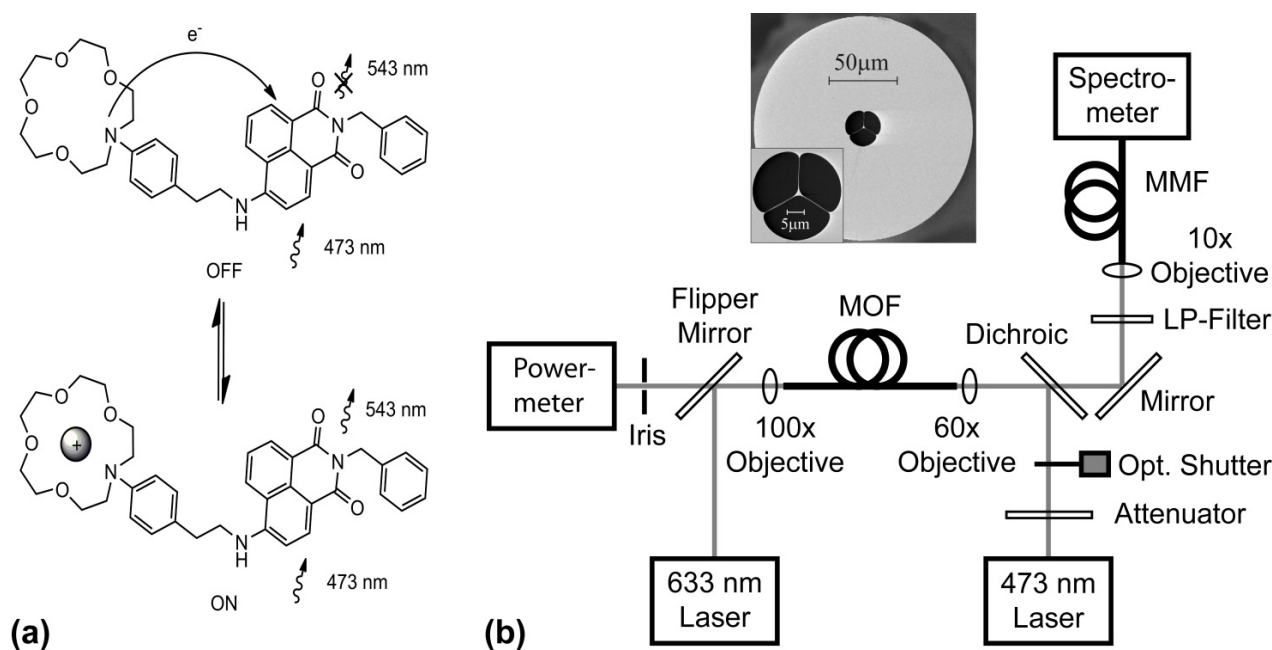 e-
543 nm
O
O
O
O
O
N
O
N
O
N
H
473 nm
OFF
543 nm
O
O
O
O
O
+
N
O
N
O
N
H
473 nm
ON
(a)
50µm
5µm
Spectro-
meter
MMF
10x
Objective
LP-Filter
Flipper
Mirror
MOF
Dichroic
Power-
meter
Iris
100x
Objective
60x
Objective
Mirror
Opt. Shutter
Attenuator
633 nm
Laser
473 nm
Laser
(b)